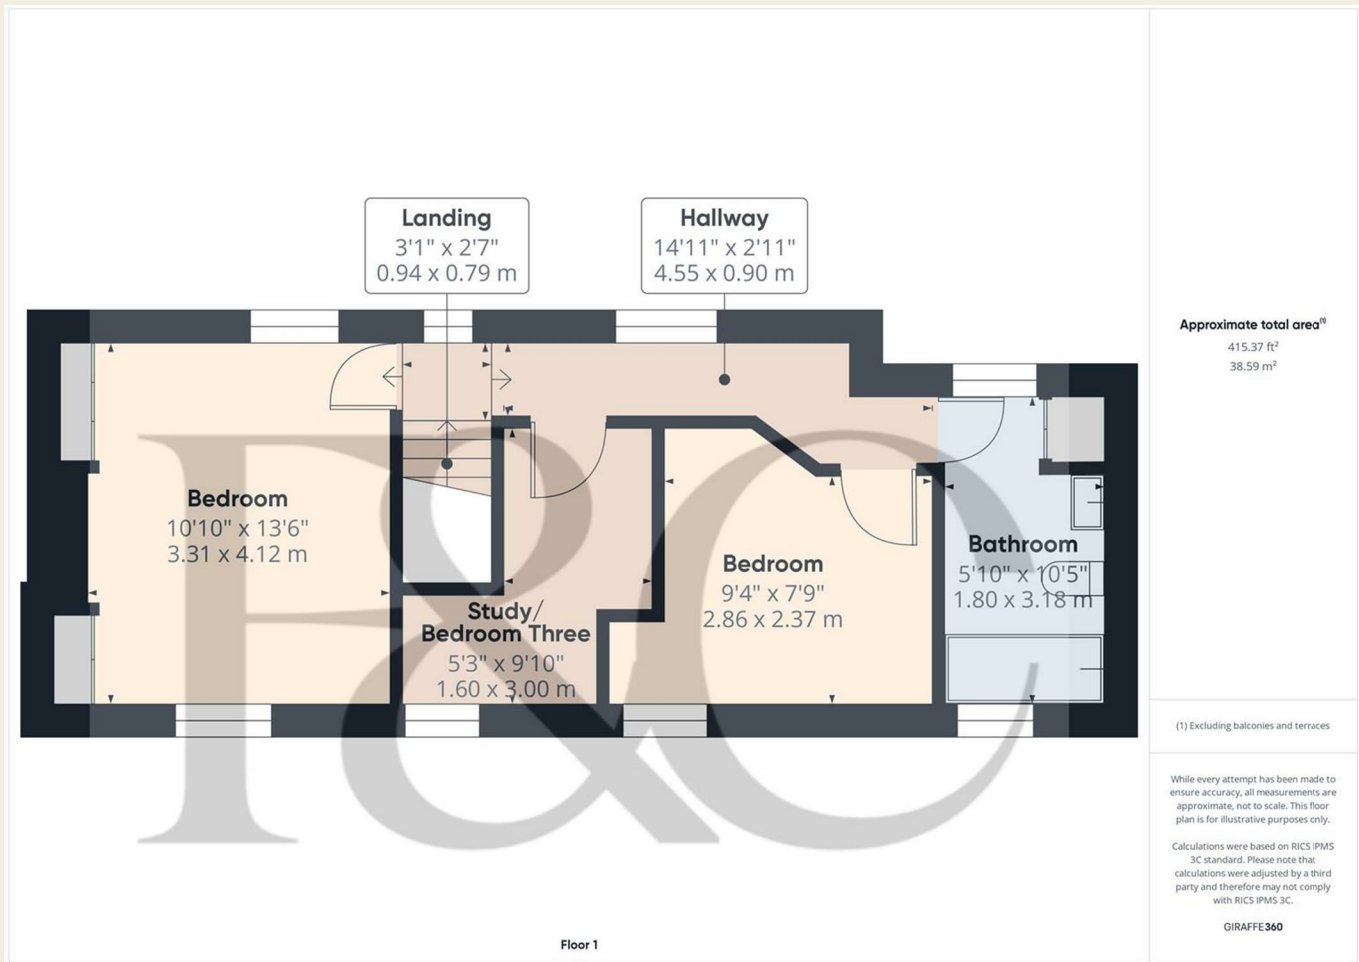 Landing
3'1" x 2'7"
0.94 x 0.79 m
Hallway
14'11" x 2'11"
4.55 x 0.90 m
Bedroom
10'10" x 13'6"
3.31 x 4.12 m
Study/
Bedroom Three
5'3" x 9'10"
1.60 x 3.00 m
Bedroom
9'4" x 7'9"
2.86 x 2.37 m
Bathroom
5'10" x 10'5"
1.80 x 3.18 m
F&C
Floor 1
Approximate total area⁽¹⁾
415.37 ft²
38.59 m²
(1) Excluding balconies and terraces
While every attempt has been made to
ensure accuracy, all measurements are
approximate, not to scale. This floor
plan is for illustrative purposes only.
Calculations were based on RICS IPMS
3C standard. Please note that
calculations were adjusted by a third
party and therefore may not comply
with RICS IPMS 3C.
GIRAFFE360